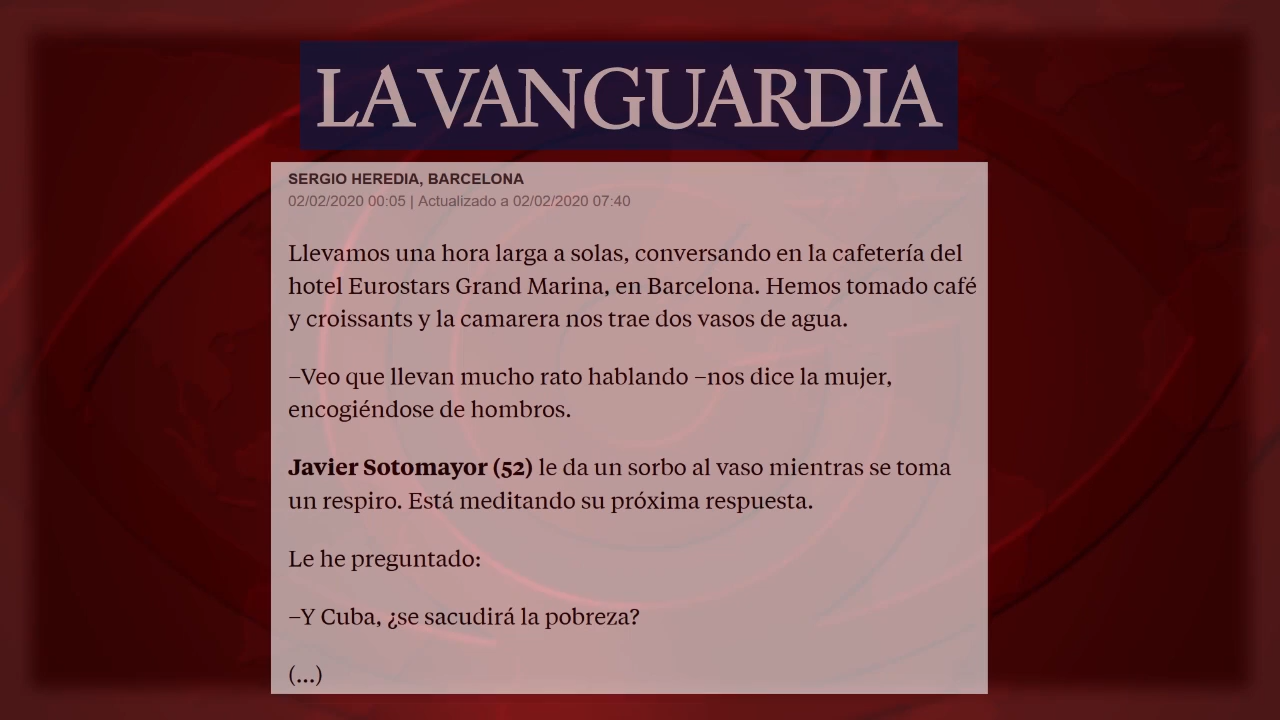 LA VANGUARDIA
SERGIO HEREDIA, BARCELONA
02/02/2020 00:05 | Actualizado a 02/02/2020 07:40
Llevamos una hora larga a solas, conversando en la cafetería del
hotel Eurostars Grand Marina, en Barcelona. Hemos tomado café
y croissants y la camarera nos trae dos vasos de agua.
–Veo que llevan mucho rato hablando –nos dice la mujer,
encogiéndose de hombros.
Javier Sotomayor (52) le da un sorbo al vaso mientras se toma
un respiro. Está meditando su próxima respuesta.
Le he preguntado:
–Y Cuba, ¿se sacudirá la pobreza?
(...)